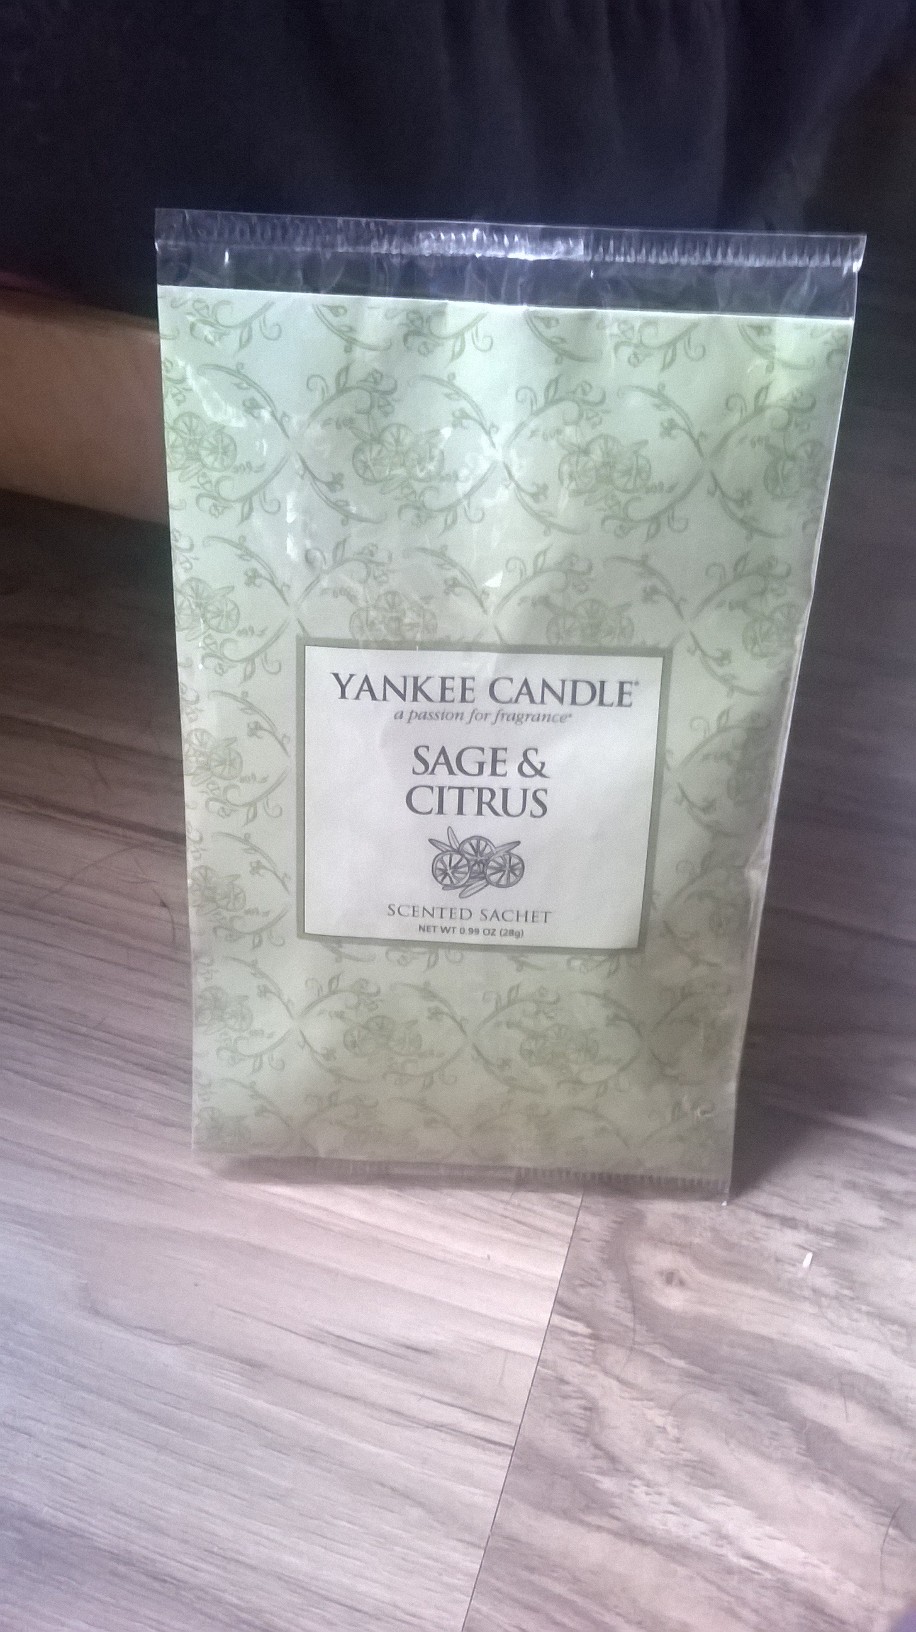 YANKEE CANDLE®
a passion for fragrance®
SAGE &
CITRUS
SCENTED SACHET
NET WT 0.99 OZ (28g)